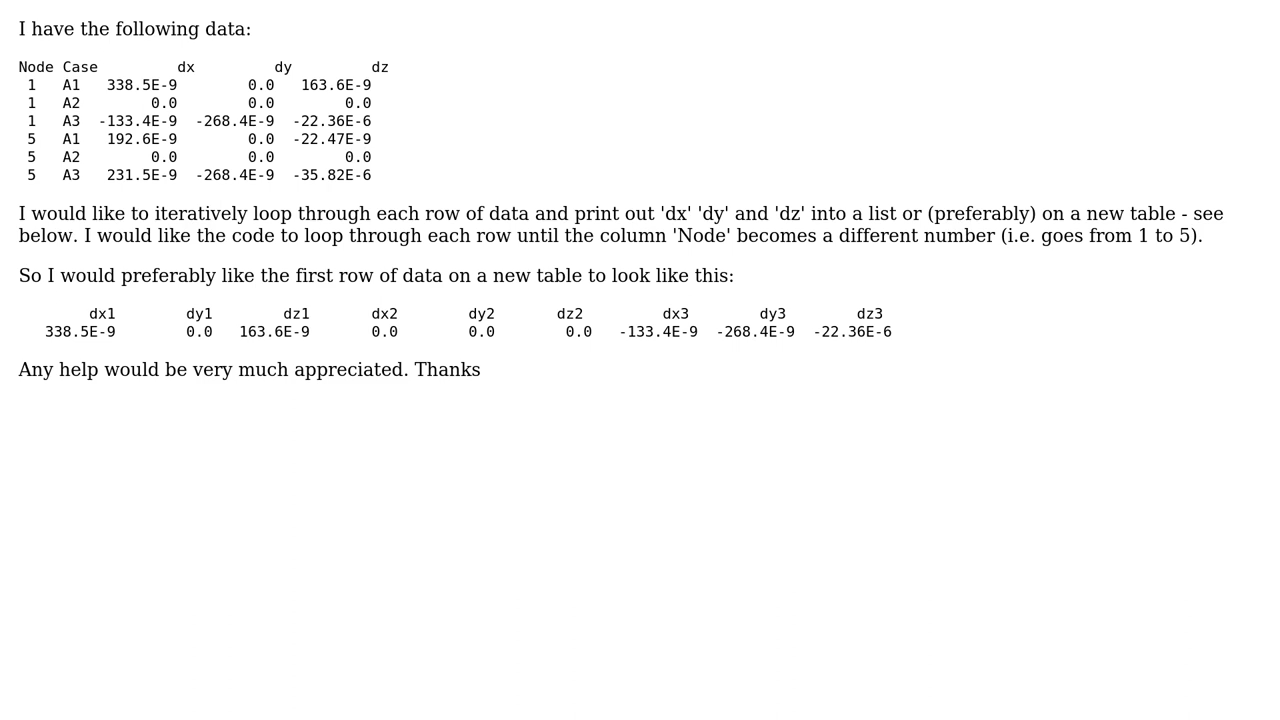 I have the following data:
Node Case         dx         dy         dz
 1   A1   338.5E-9        0.0   163.6E-9
 1   A2        0.0        0.0        0.0
 1   A3  -133.4E-9  -268.4E-9  -22.36E-6
 5   A1   192.6E-9        0.0  -22.47E-9
 5   A2        0.0        0.0        0.0
 5   A3   231.5E-9  -268.4E-9  -35.82E-6
I would like to iteratively loop through each row of data and print out 'dx' 'dy' and 'dz' into a list or (preferably) on a new table - see
below. I would like the code to loop through each row until the column 'Node' becomes a different number (i.e. goes from 1 to 5).
So I would preferably like the first row of data on a new table to look like this:
        dx1        dy1        dz1       dx2        dy2       dz2         dx3        dy3        dz3
   338.5E-9        0.0   163.6E-9       0.0        0.0        0.0   -133.4E-9  -268.4E-9  -22.36E-6
Any help would be very much appreciated. Thanks